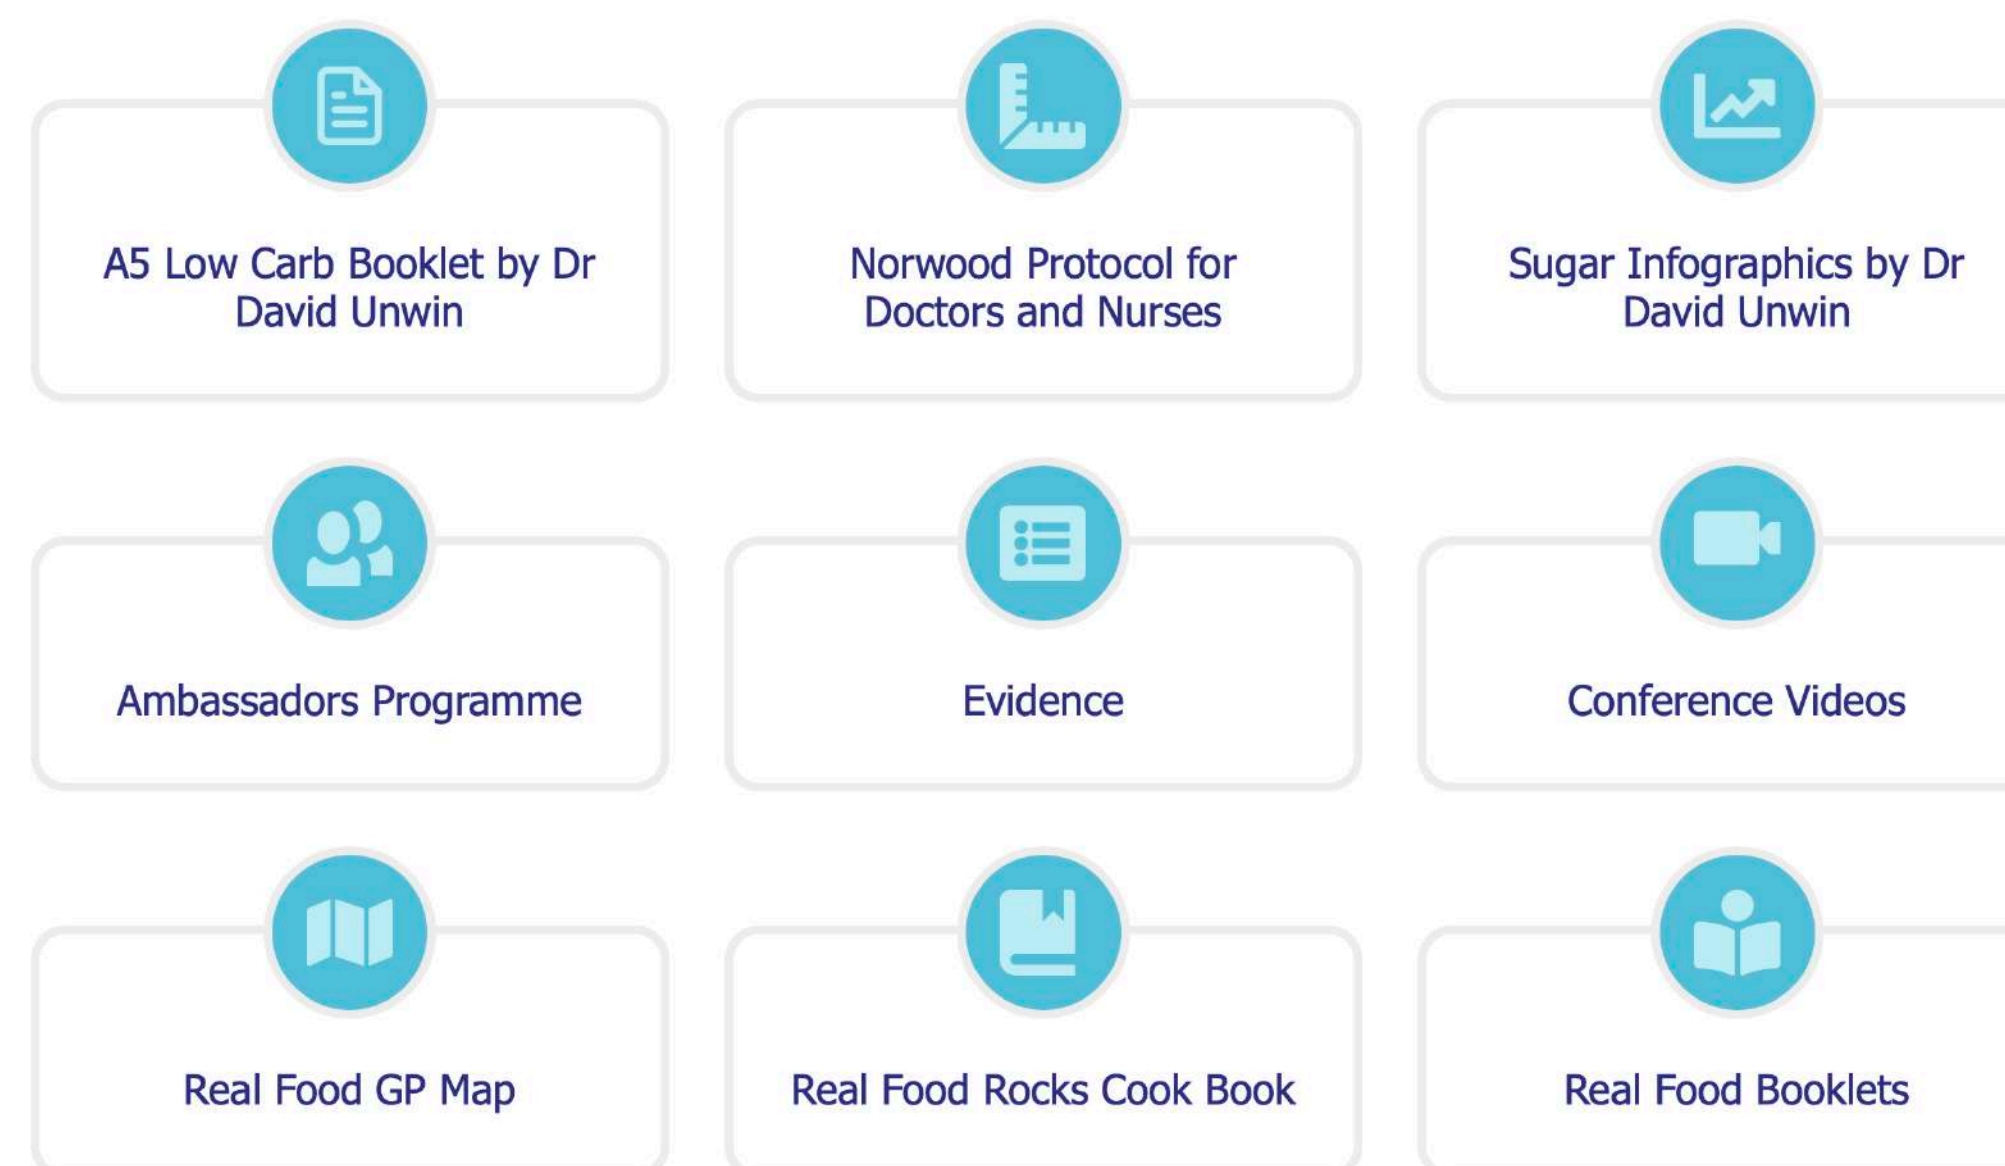 A5 Low Carb Booklet by Dr
David Unwin
Norwood Protocol for
Doctors and Nurses
Sugar Infographics by Dr
David Unwin
Ambassadors Programme
Evidence
Conference Videos
Real Food GP Map
Real Food Rocks Cook Book
Real Food Booklets